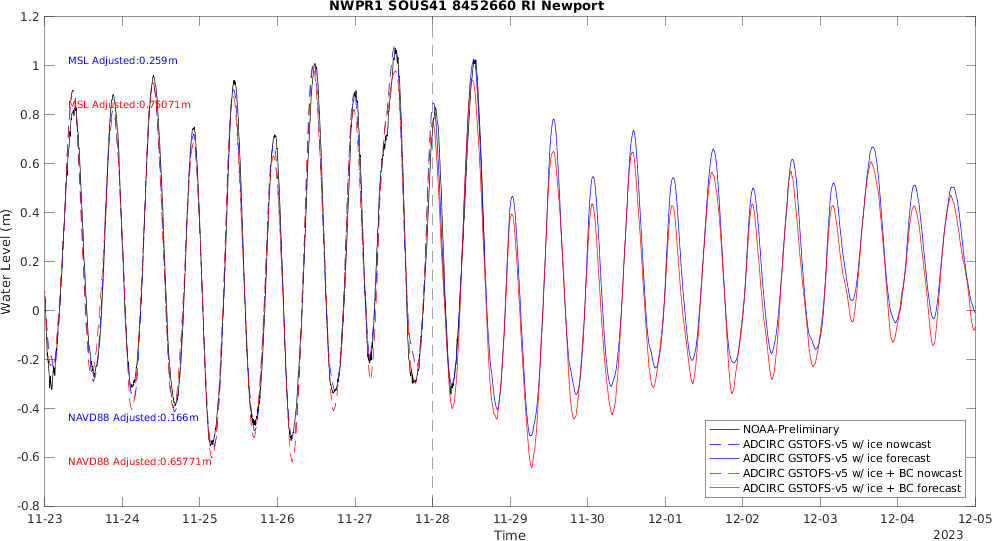 NWPR1 SOUS41 8452660 RI Newport
1.2
1
0.8
0.6
0.4
0.2
0
-0.2
-0.4
-0.6
-0.8
Water Level (m)
MSL Adjusted:0.259m
MSL Adjusted:0.76071m
NAVD88 Adjusted:0.166m
NAVD88 Adjusted:0.65771m
NOAA-Preliminary
ADCIRC GSTOFS-v5 w/ ice nowcast
ADCIRC GSTOFS-v5 w/ ice forecast
ADCIRC GSTOFS-v5 w/ ice + BC nowcast
ADCIRC GSTOFS-v5 w/ ice + BC forecast
11-23 11-24 11-25 11-26 11-27 11-28 11-29 11-30 12-01 12-02 12-03 12-04 12-05
Time
2023